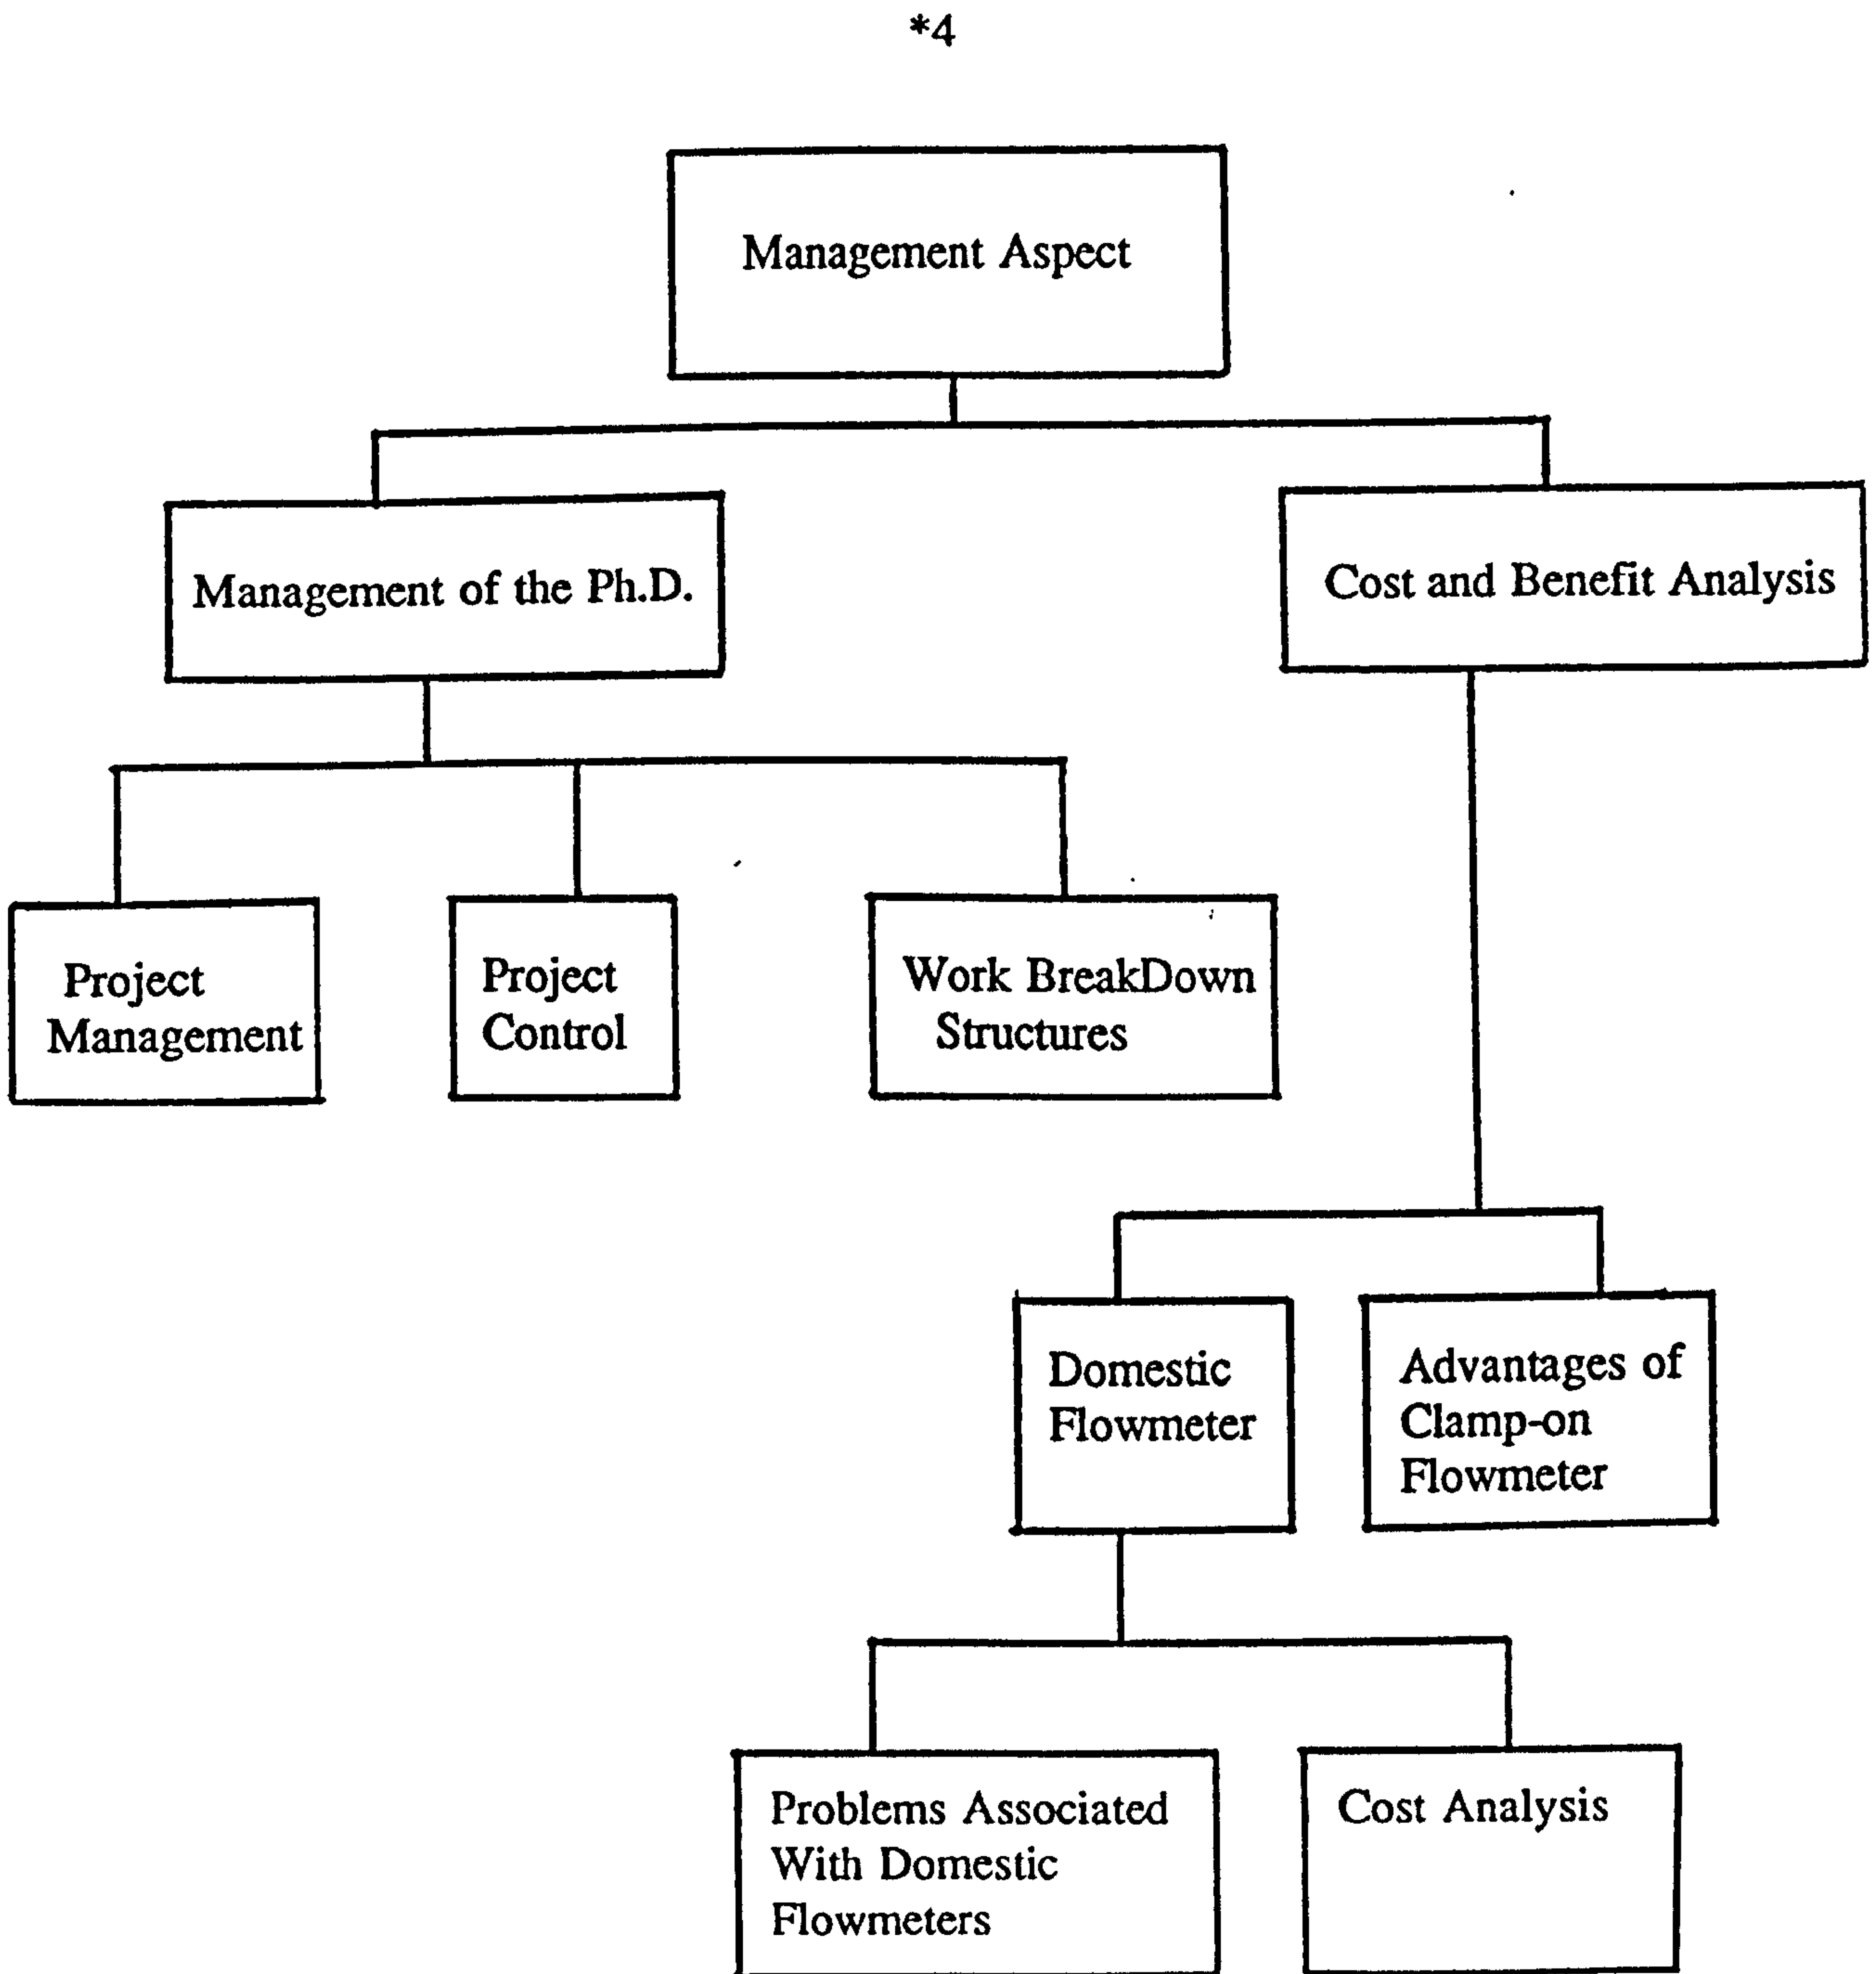 *4
Management Aspect
Management of the Ph.D.
Cost and Benefit Analysis
Project
Management
Project
Control
Work BreakDown
Structures
Domestic
Flowmeter
Advantages of
Clamp-on
Flowmeter
Problems Associated
With Domestic
Flowmeters
Cost Analysis